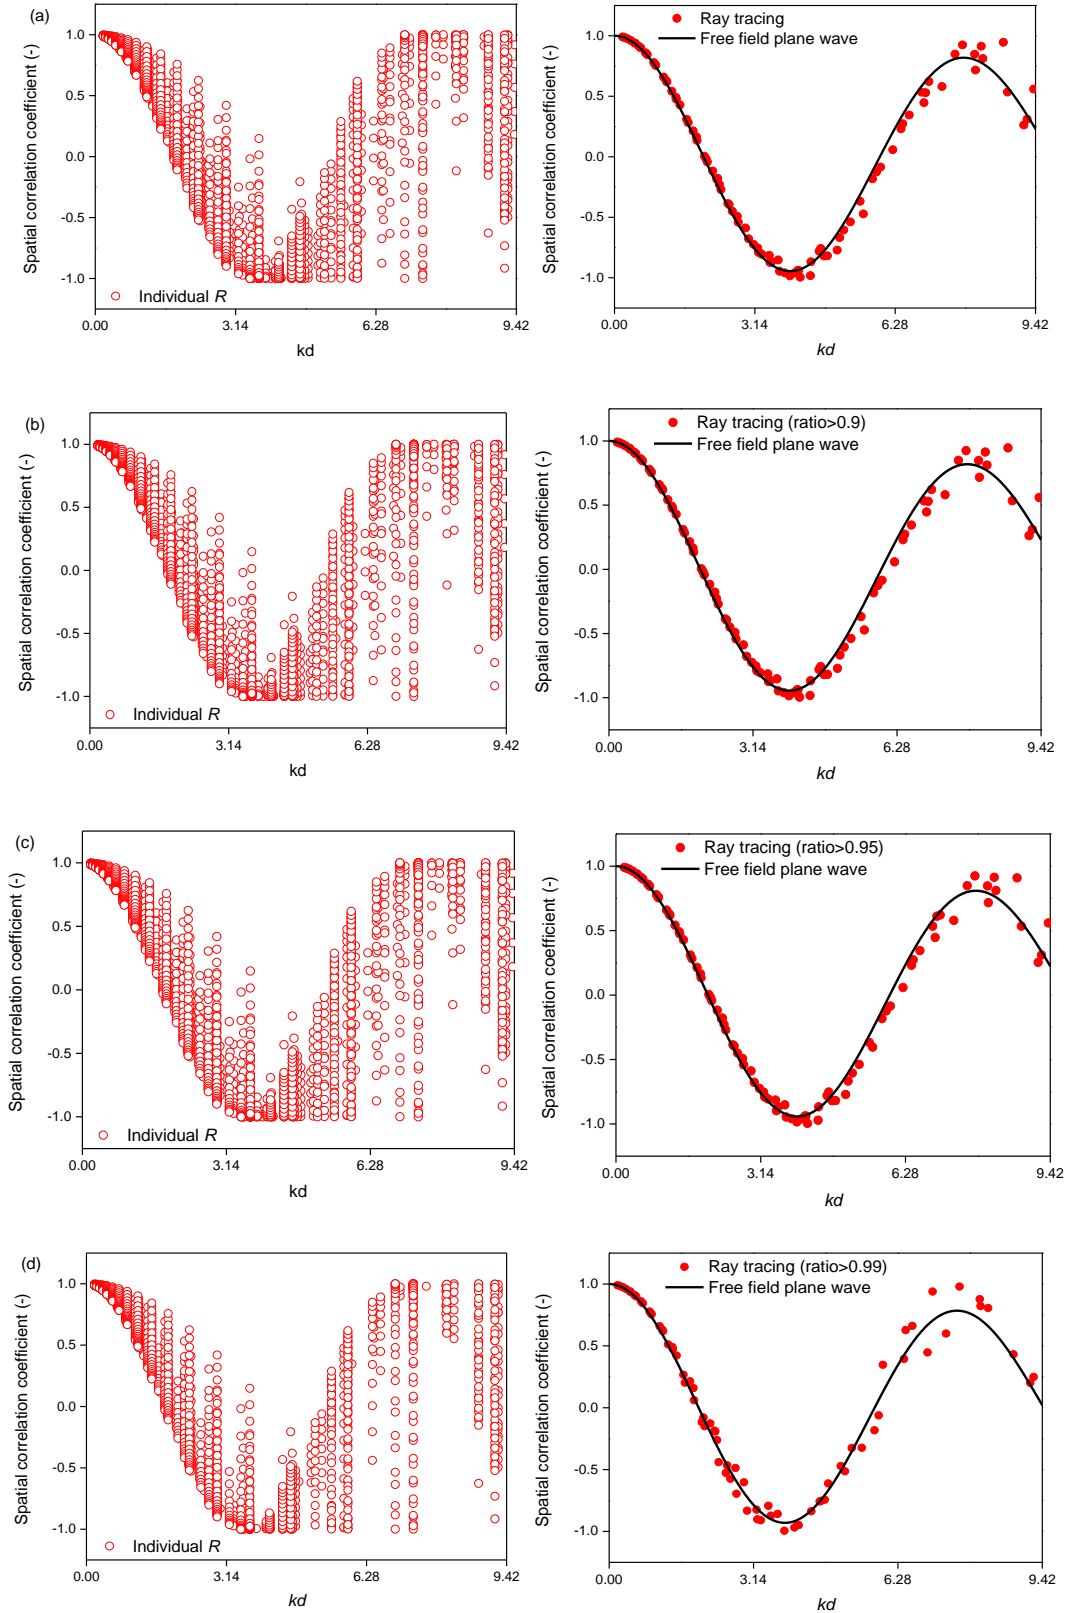 (a)
Spatial correlation coefficient (-)
1.0
0.5
0.0
-0.5
-1.0
Individual R
0.00
3.14
6.28
9.42
kd
Spatial correlation coefficient (-)
Ray tracing
Free field plane wave
1.0
0.5
0.0
-0.5
-1.0
0.00
3.14
6.28
9.42
kd
(b)
Spatial correlation coefficient (-)
1.0
0.5
0.0
-0.5
-1.0
Individual R
0.00
3.14
6.28
9.42
kd
Spatial correlation coefficient (-)
Ray tracing (ratio>0.9)
Free field plane wave
1.0
0.5
0.0
-0.5
-1.0
0.00
3.14
6.28
9.42
kd
(c)
Spatial correlation coefficient (-)
1.0
0.5
0.0
-0.5
-1.0
Individual R
0.00
3.14
6.28
9.42
kd
Spatial correlation coefficient (-)
Ray tracing (ratio>0.95)
Free field plane wave
1.0
0.5
0.0
-0.5
-1.0
0.00
3.14
6.28
9.42
kd
(d)
Spatial correlation coefficient (-)
1.0
0.5
0.0
-0.5
-1.0
Individual R
0.00
3.14
6.28
9.42
kd
Spatial correlation coefficient (-)
Ray tracing (ratio>0.99)
Free field plane wave
1.0
0.5
0.0
-0.5
-1.0
0.00
3.14
6.28
9.42
kd